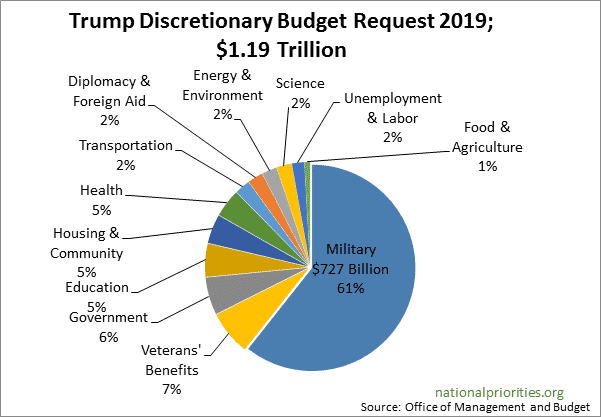 Trump Discretionary Budget Request 2019;
$1.19 Trillion
Diplomacy &
Foreign Aid
2%
Energy &
Environment
2%
Science
2%
Unemployment
& Labor
2%
Food &
Agriculture
1%
Transportation
2%
Health
5%
Housing &
Community
5%
Education
5%
Government
6%
Veterans'
Benefits
7%
Military
$727 Billion
61%
nationalpriorities.org
Source: Office of Management and Budget